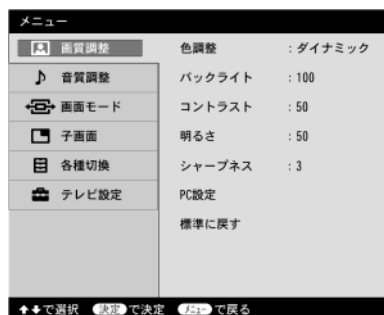 メニュー
画質調整
音質調整
画面モード
子画面
各種切換
テレビ設定
色調整 : ダイナミック
バックライト : 100
コントラスト : 50
明るさ : 50
シャープネス : 3
PC設定
標準に戻す
で選択 決定 で決定 メニュー で戻る